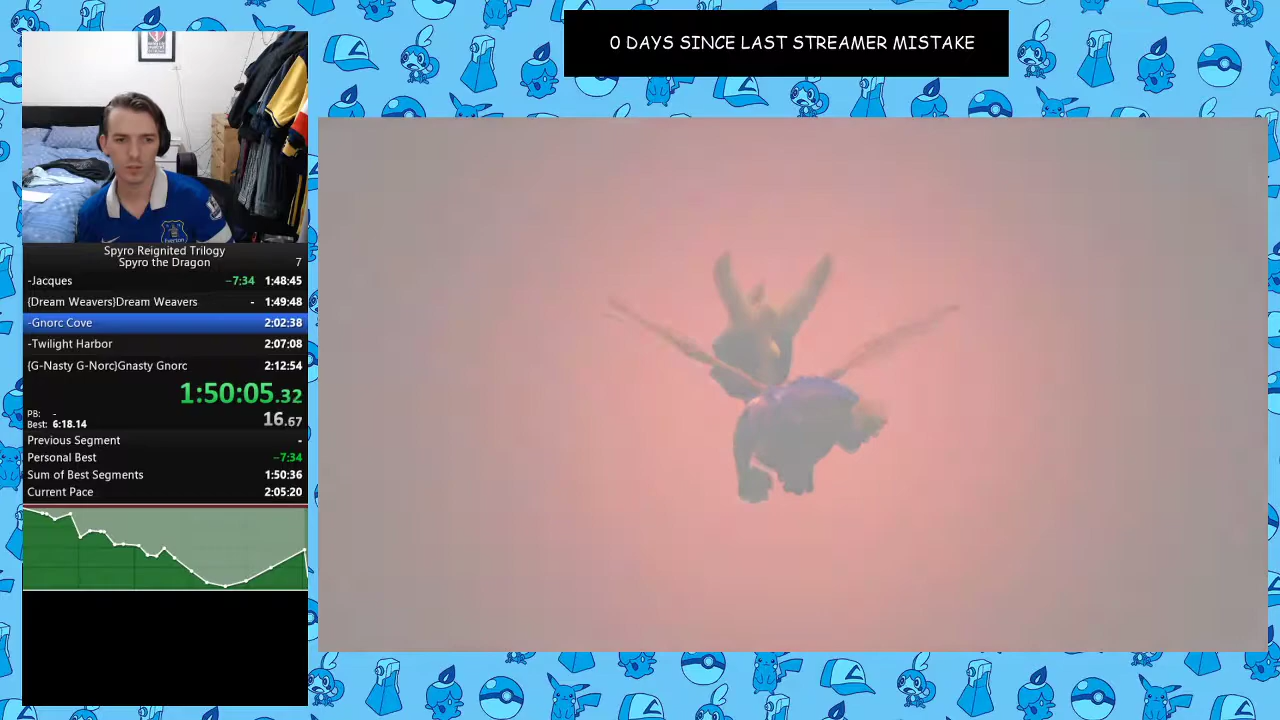 0 DAYS SINCE LAST STREAMER MISTAKE
Everton
Spyro Reignited Trilogy
Spyro the Dragon 7
-Jacques -7:34 1:48:45
{Dream Weavers}Dream Weavers - 1:49:48
-Gnorc Cove 2:02:38
-Twilight Harbor 2:07:08
{G-Nasty G-Norc}Gnasty Gnorc 2:12:54
1:50:05.32
PB: - 16.67
Best: 6:18.14
Previous Segment -
Personal Best -7:34
Sum of Best Segments 1:50:36
Current Pace 2:05:20